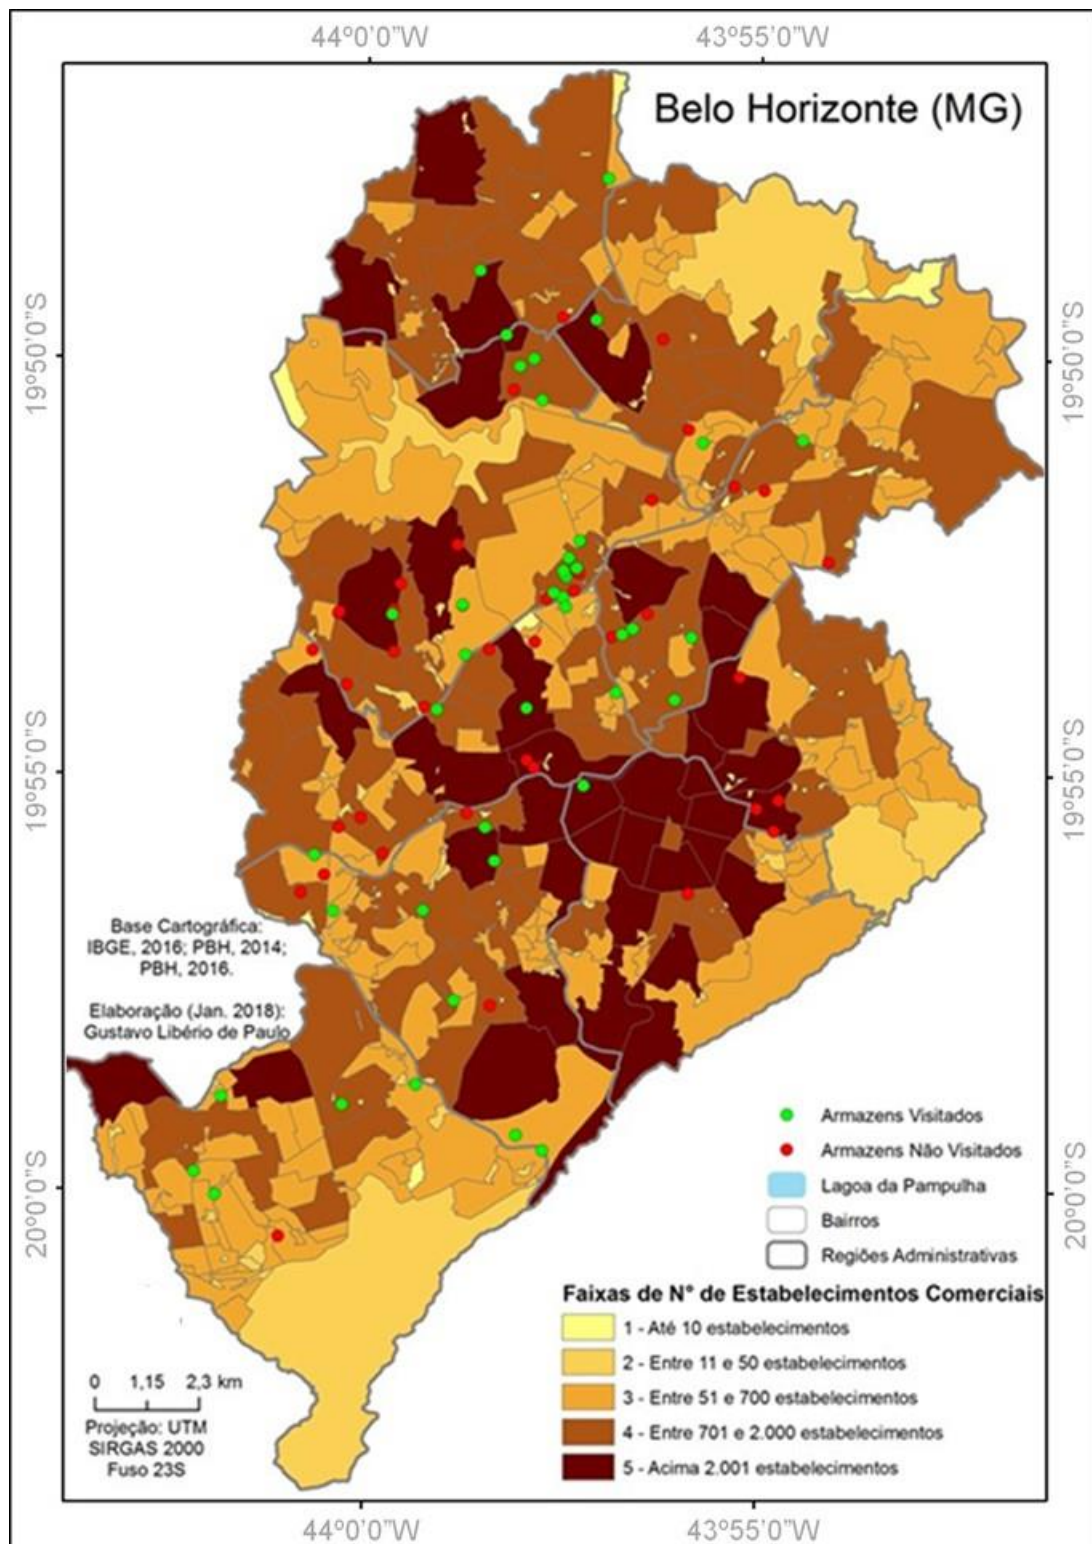 44º0'0"W 43º55'0"W
Belo Horizonte (MG)
19º50'0"S
19º50'0"S
19º55'0"S
19º55'0"S
Base Cartográfica:
IBGE, 2016; PBH, 2014;
PBH, 2016.
Elaboração (Jan. 2018):
Gustavo Libério de Paulo
20º0'0"S
20º0'0"S
Armazens Visitados
Armazens Não Visitados
Lagoa da Pampulha
Bairros
Regiões Administrativas
Faixas de N° de Estabelecimentos Comerciais
1 - Até 10 estabelecimentos
2 - Entre 11 e 50 estabelecimentos
3 - Entre 51 e 700 estabelecimentos
4 - Entre 701 e 2.000 estabelecimentos
5 - Acima 2.001 estabelecimentos
0 1,15 2,3 km
Projeção: UTM
SIRGAS 2000
Fuso 23S
44º0'0"W 43º55'0"W